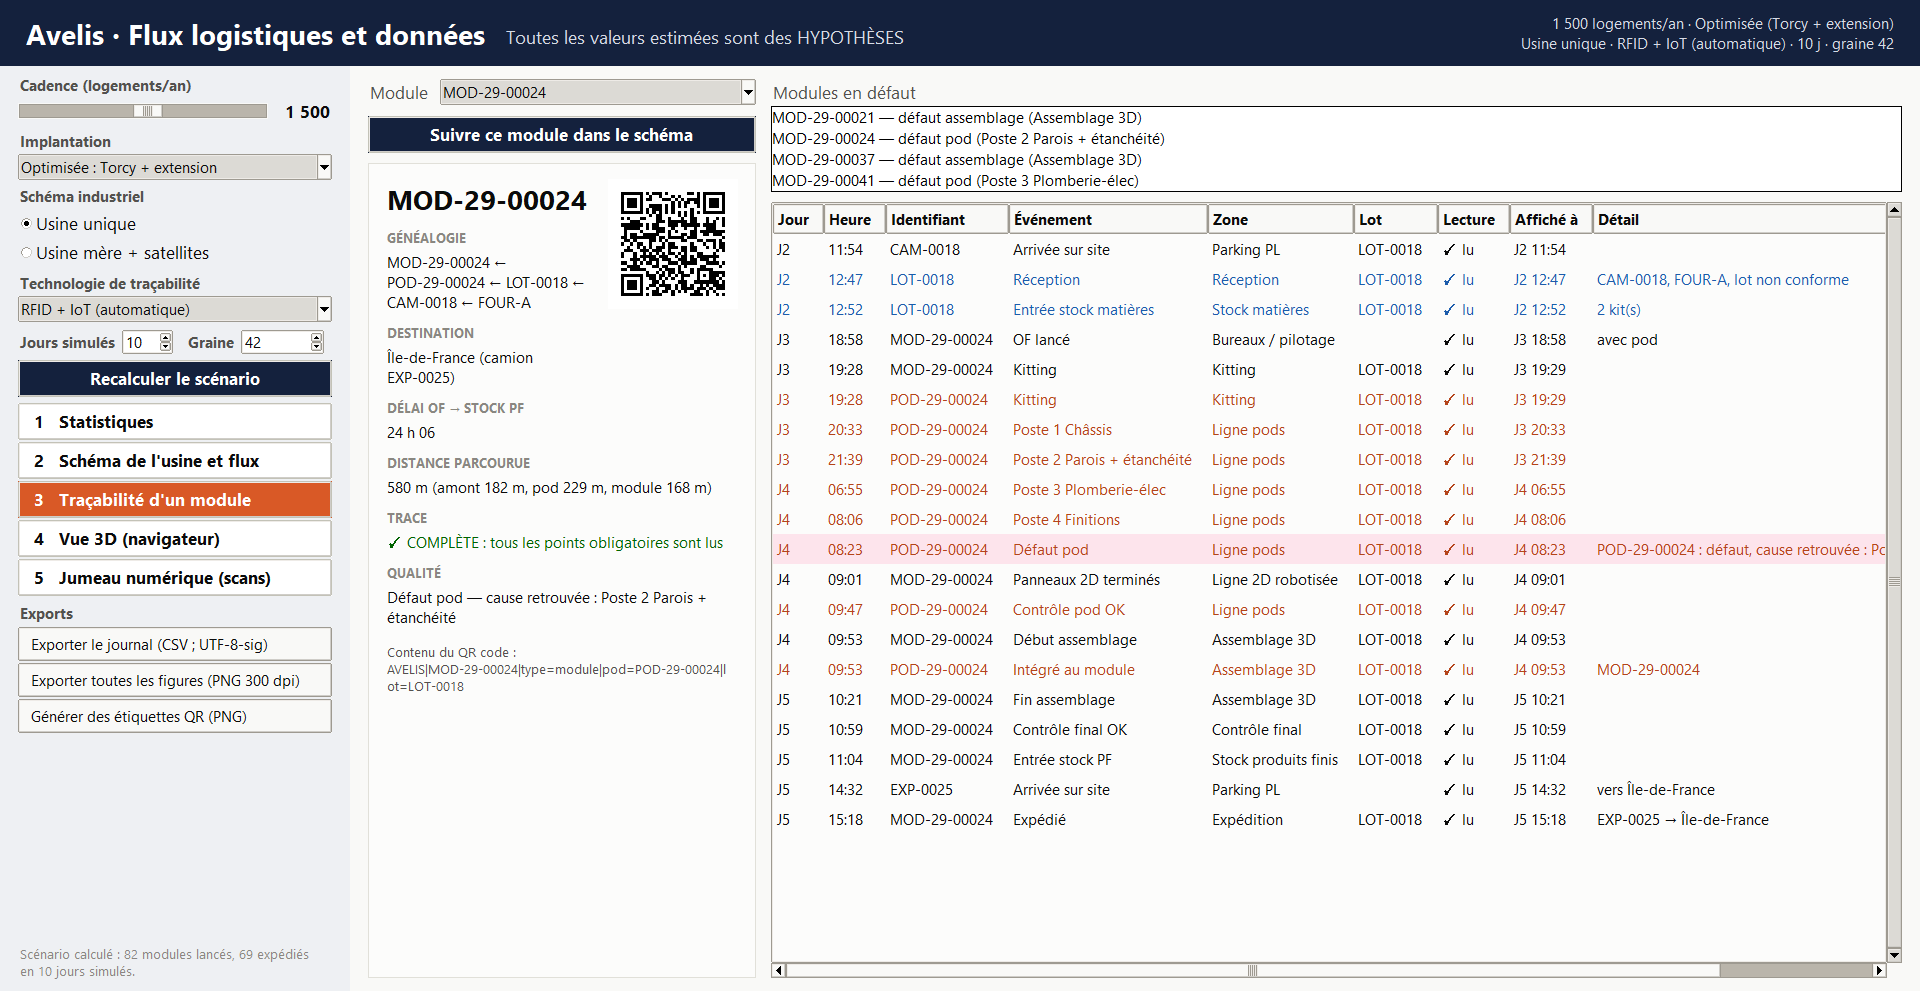 Avelis · Flux logistiques et données
Toutes les valeurs estimées sont des HYPOTHÈSES
1 500 logements/an · Optimisée (Torcy + extension)
Usine unique · RFID + IoT (automatique) · 10 j · graine 42
Cadence (logements/an)
1 500
Implantation
Optimisée : Torcy + extension
Schéma industriel
Usine unique
Usine mère + satellites
Technologie de traçabilité
RFID + IoT (automatique)
Jours simulés 10 Graine 42
Recalculer le scénario
1 Statistiques
2 Schéma de l'usine et flux
3 Traçabilité d'un module
4 Vue 3D (navigateur)
5 Jumeau numérique (scans)
Exports
Exporter le journal (CSV ; UTF-8-sig)
Exporter toutes les figures (PNG 300 dpi)
Générer des étiquettes QR (PNG)
Scénario calculé : 82 modules lancés, 69 expédiés
en 10 jours simulés.
Module MOD-29-00024
Suivre ce module dans le schéma
MOD-29-00024
GÉNÉALOGIE
MOD-29-00024 ←
POD-29-00024 ← LOT-0018 ←
CAM-0018 ← FOUR-A
DESTINATION
Île-de-France (camion
EXP-0025)
DÉLAI OF → STOCK PF
24 h 06
DISTANCE PARCOURUE
580 m (amont 182 m, pod 229 m, module 168 m)
TRACE
✓ COMPLÈTE : tous les points obligatoires sont lus
QUALITÉ
Défaut pod — cause retrouvée : Poste 2 Parois +
étanchéité
Contenu du QR code :
AVELIS|MOD-29-00024|type=module|pod=POD-29-00024|l
ot=LOT-0018
Modules en défaut
MOD-29-00021 — défaut assemblage (Assemblage 3D)
MOD-29-00024 — défaut pod (Poste 2 Parois + étanchéité)
MOD-29-00037 — défaut assemblage (Assemblage 3D)
MOD-29-00041 — défaut pod (Poste 3 Plomberie-élec)
Jour Heure Identifiant Événement Zone Lot Lecture Affiché à Détail
J2 11:54 CAM-0018 Arrivée sur site Parking PL LOT-0018 ✓ lu J2 11:54
J2 12:47 LOT-0018 Réception Réception LOT-0018 ✓ lu J2 12:47 CAM-0018, FOUR-A, lot non conforme
J2 12:52 LOT-0018 Entrée stock matières Stock matières LOT-0018 ✓ lu J2 12:52 2 kit(s)
J3 18:58 MOD-29-00024 OF lancé Bureaux / pilotage ✓ lu J3 18:58 avec pod
J3 19:28 MOD-29-00024 Kitting Kitting LOT-0018 ✓ lu J3 19:29
J3 19:28 POD-29-00024 Kitting Kitting LOT-0018 ✓ lu J3 19:29
J3 20:33 POD-29-00024 Poste 1 Châssis Ligne pods LOT-0018 ✓ lu J3 20:33
J3 21:39 POD-29-00024 Poste 2 Parois + étanchéité Ligne pods LOT-0018 ✓ lu J3 21:39
J4 06:55 POD-29-00024 Poste 3 Plomberie-élec Ligne pods LOT-0018 ✓ lu J4 06:55
J4 08:06 POD-29-00024 Poste 4 Finitions Ligne pods LOT-0018 ✓ lu J4 08:06
J4 08:23 POD-29-00024 Défaut pod Ligne pods LOT-0018 ✓ lu J4 08:23 POD-29-00024 : défaut, cause retrouvée : Pc
J4 09:01 MOD-29-00024 Panneaux 2D terminés Ligne 2D robotisée LOT-0018 ✓ lu J4 09:01
J4 09:47 POD-29-00024 Contrôle pod OK Ligne pods LOT-0018 ✓ lu J4 09:47
J4 09:53 MOD-29-00024 Début assemblage Assemblage 3D LOT-0018 ✓ lu J4 09:53
J4 09:53 POD-29-00024 Intégré au module Assemblage 3D LOT-0018 ✓ lu J4 09:53 MOD-29-00024
J5 10:21 MOD-29-00024 Fin assemblage Assemblage 3D LOT-0018 ✓ lu J5 10:21
J5 10:59 MOD-29-00024 Contrôle final OK Contrôle final LOT-0018 ✓ lu J5 10:59
J5 11:04 MOD-29-00024 Entrée stock PF Stock produits finis LOT-0018 ✓ lu J5 11:04
J5 14:32 EXP-0025 Arrivée sur site Parking PL ✓ lu J5 14:32 vers Île-de-France
J5 15:18 MOD-29-00024 Expédié Expédition LOT-0018 ✓ lu J5 15:18 EXP-0025 → Île-de-France